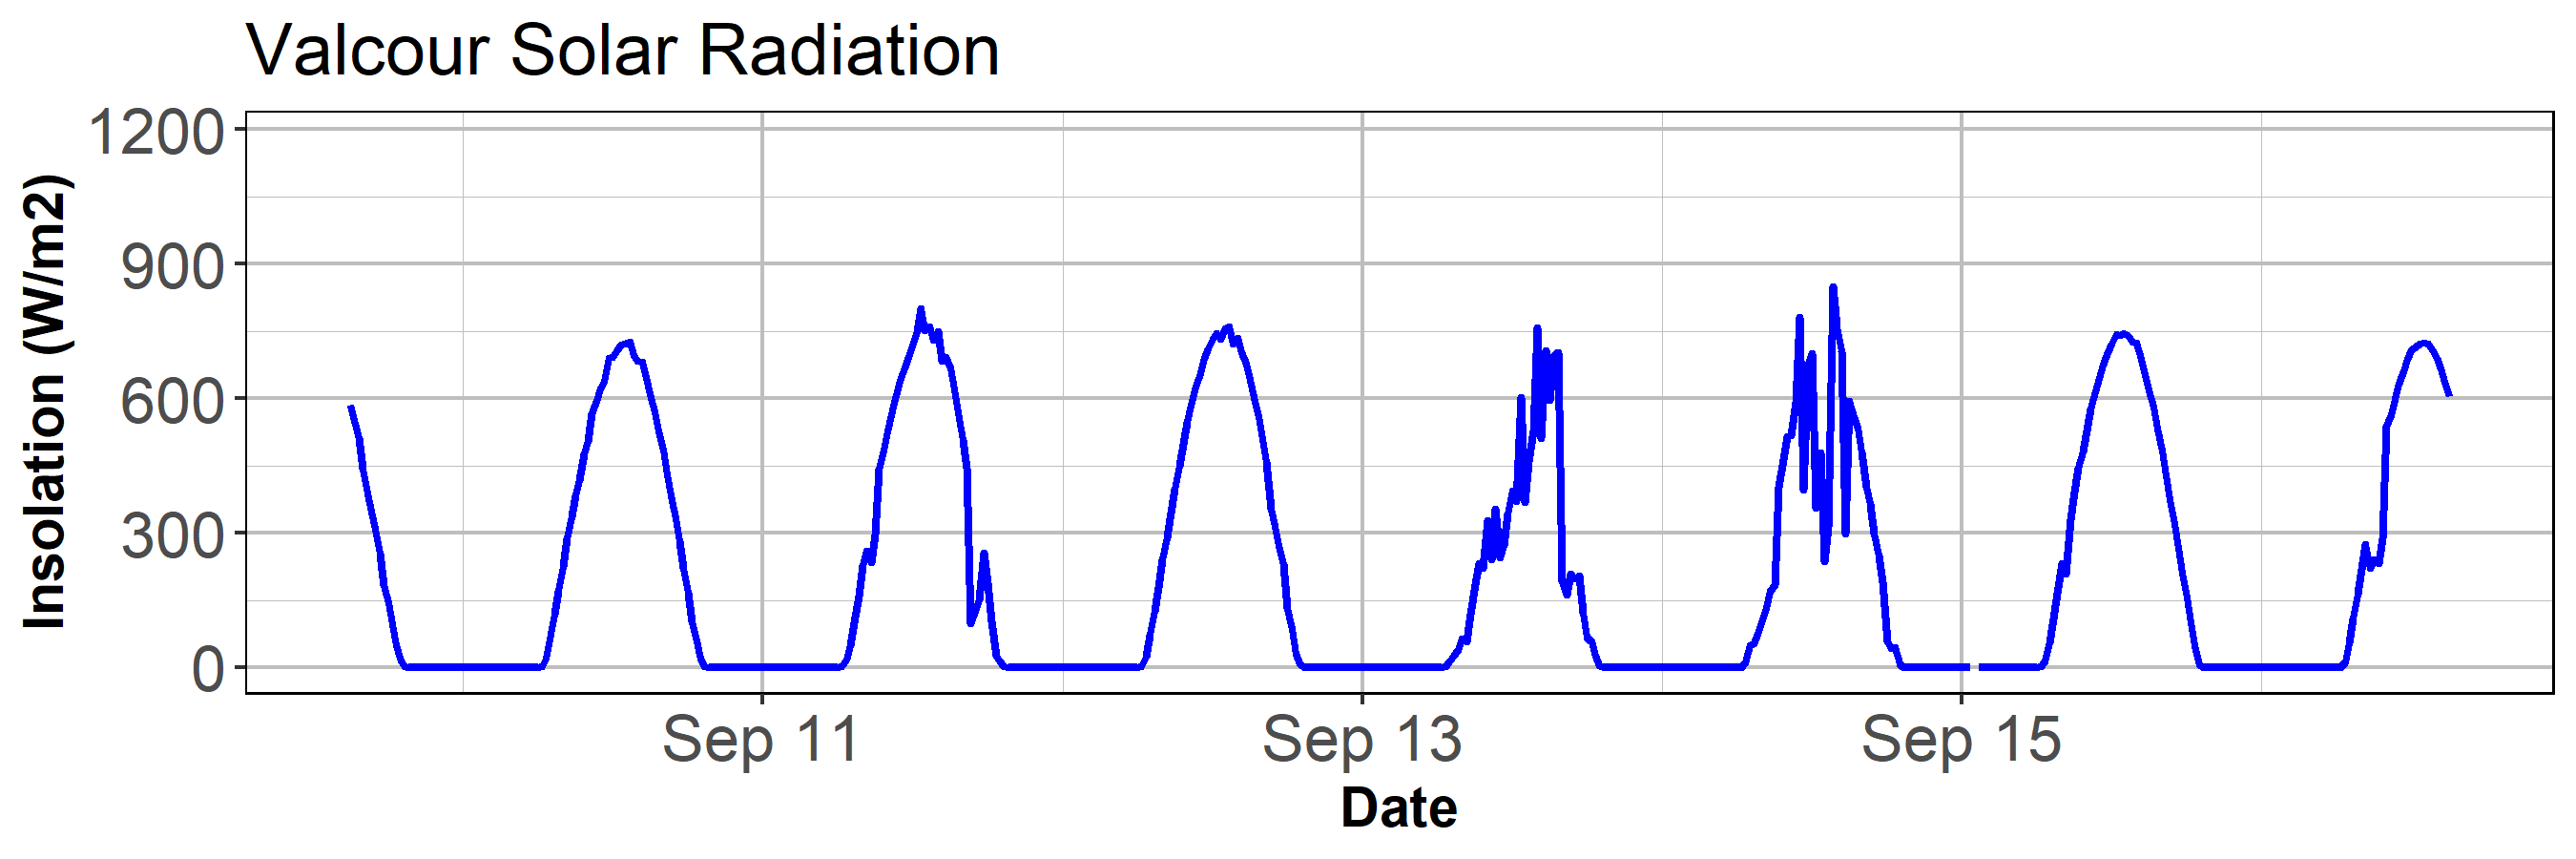 Valcour Solar Radiation
1200
900
600
300
0
Insolation (W/m2)
Sep 11
Sep 13
Sep 15
Date